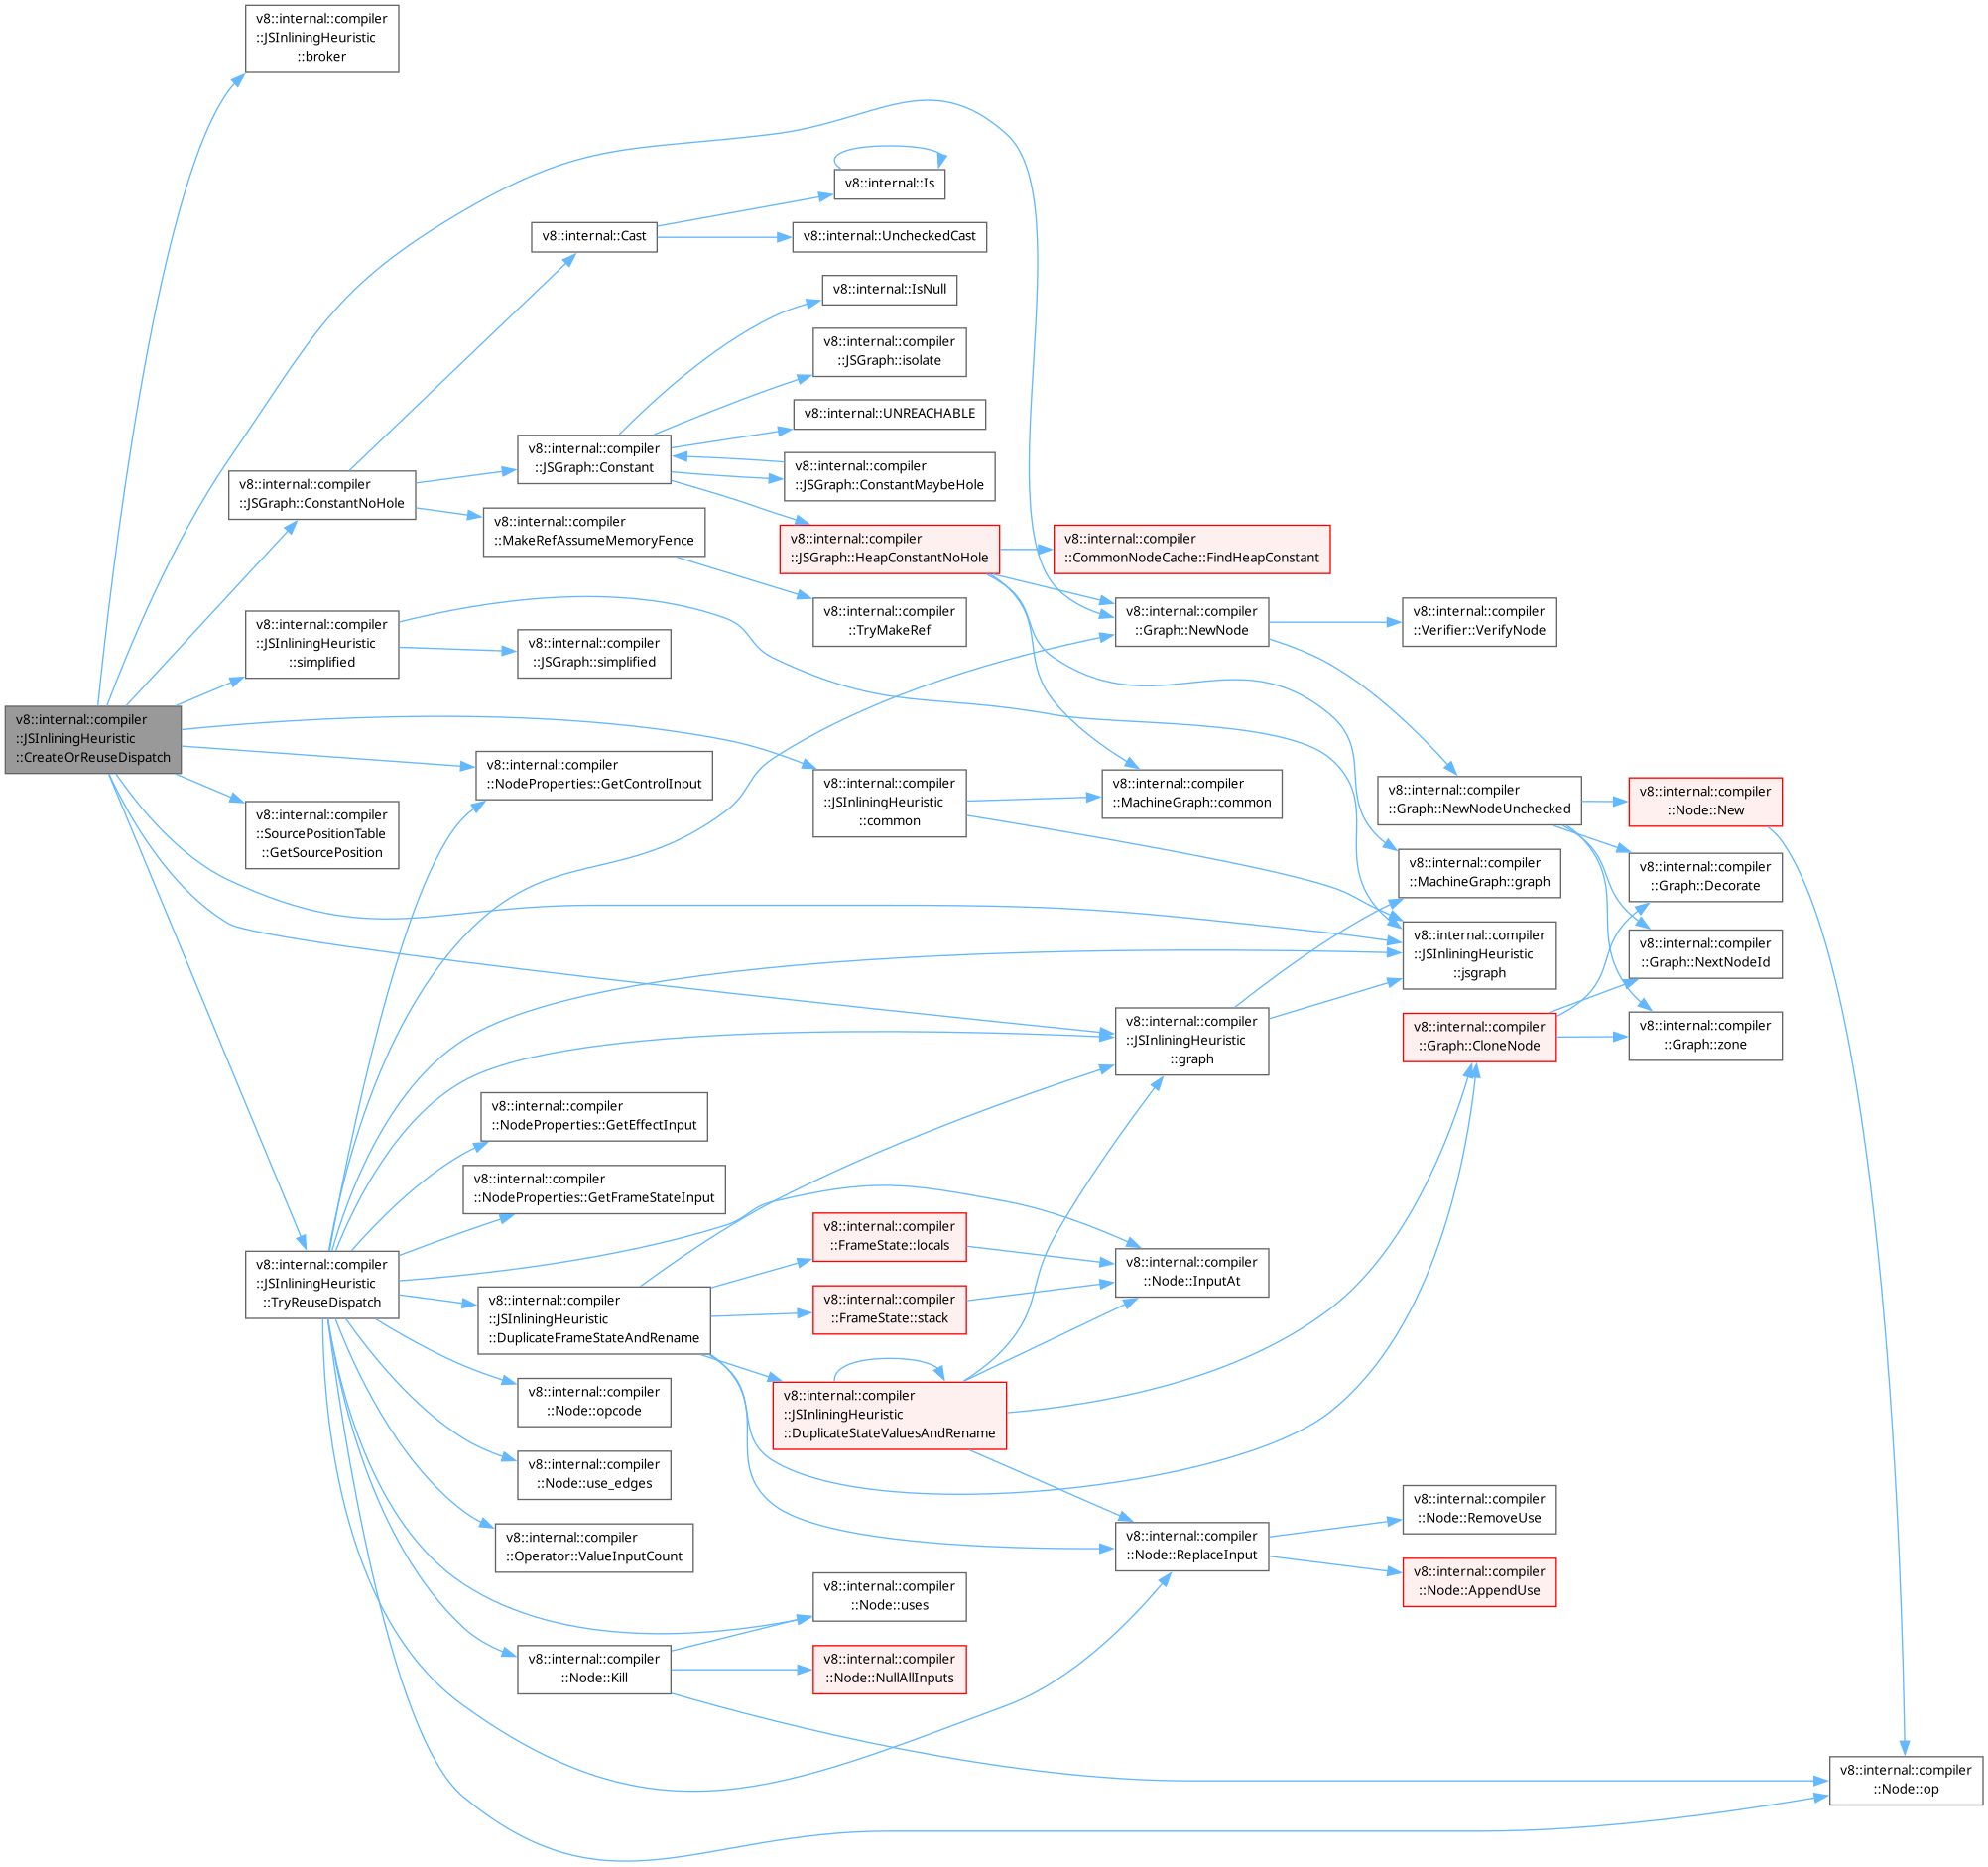 v8::internal::compiler
::JSInliningHeuristic
::broker
v8::internal::Is
v8::internal::Cast
v8::internal::UncheckedCast
v8::internal::IsNull
v8::internal::compiler
::JSGraph::isolate
v8::internal::UNREACHABLE
v8::internal::compiler
::JSGraph::Constant
v8::internal::compiler
::JSGraph::ConstantMaybeHole
v8::internal::compiler
::JSGraph::ConstantNoHole
v8::internal::compiler
::MakeRefAssumeMemoryFence
v8::internal::compiler
::JSGraph::HeapConstantNoHole
v8::internal::compiler
::CommonNodeCache::FindHeapConstant
v8::internal::compiler
::TryMakeRef
v8::internal::compiler
::Graph::NewNode
v8::internal::compiler
::Verifier::VerifyNode
v8::internal::compiler
::JSInliningHeuristic
::simplified
v8::internal::compiler
::JSGraph::simplified
v8::internal::compiler
::JSInliningHeuristic
::CreateOrReuseDispatch
v8::internal::compiler
::NodeProperties::GetControlInput
v8::internal::compiler
::JSInliningHeuristic
::common
v8::internal::compiler
::MachineGraph::common
v8::internal::compiler
::Graph::NewNodeUnchecked
v8::internal::compiler
::Node::New
v8::internal::compiler
::SourcePositionTable
::GetSourcePosition
v8::internal::compiler
::MachineGraph::graph
v8::internal::compiler
::Graph::Decorate
v8::internal::compiler
::JSInliningHeuristic
::jsgraph
v8::internal::compiler
::Graph::NextNodeId
v8::internal::compiler
::JSInliningHeuristic
::graph
v8::internal::compiler
::Graph::CloneNode
v8::internal::compiler
::Graph::zone
v8::internal::compiler
::NodeProperties::GetEffectInput
v8::internal::compiler
::NodeProperties::GetFrameStateInput
v8::internal::compiler
::JSInliningHeuristic
::TryReuseDispatch
v8::internal::compiler
::FrameState::locals
v8::internal::compiler
::Node::InputAt
v8::internal::compiler
::JSInliningHeuristic
::DuplicateFrameStateAndRename
v8::internal::compiler
::FrameState::stack
v8::internal::compiler
::Node::opcode
v8::internal::compiler
::JSInliningHeuristic
::DuplicateStateValuesAndRename
v8::internal::compiler
::Node::use_edges
v8::internal::compiler
::Operator::ValueInputCount
v8::internal::compiler
::Node::ReplaceInput
v8::internal::compiler
::Node::RemoveUse
v8::internal::compiler
::Node::AppendUse
v8::internal::compiler
::Node::uses
v8::internal::compiler
::Node::Kill
v8::internal::compiler
::Node::NullAllInputs
v8::internal::compiler
::Node::op